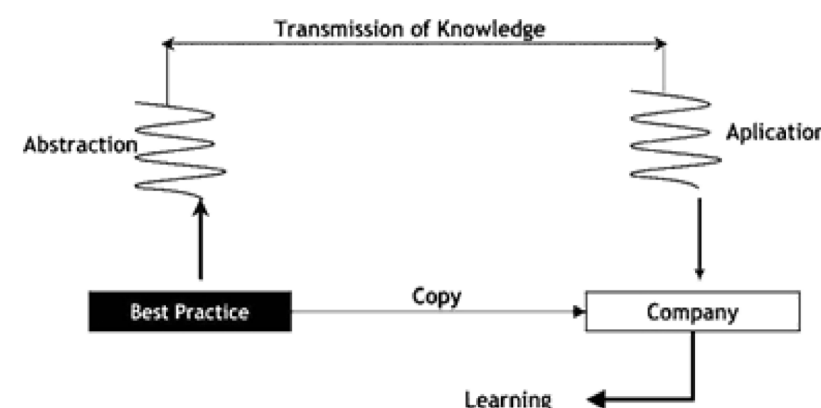 Transmission of Knowledge
Abstraction
Aplication
Copy
Best Practice
Company
Learning